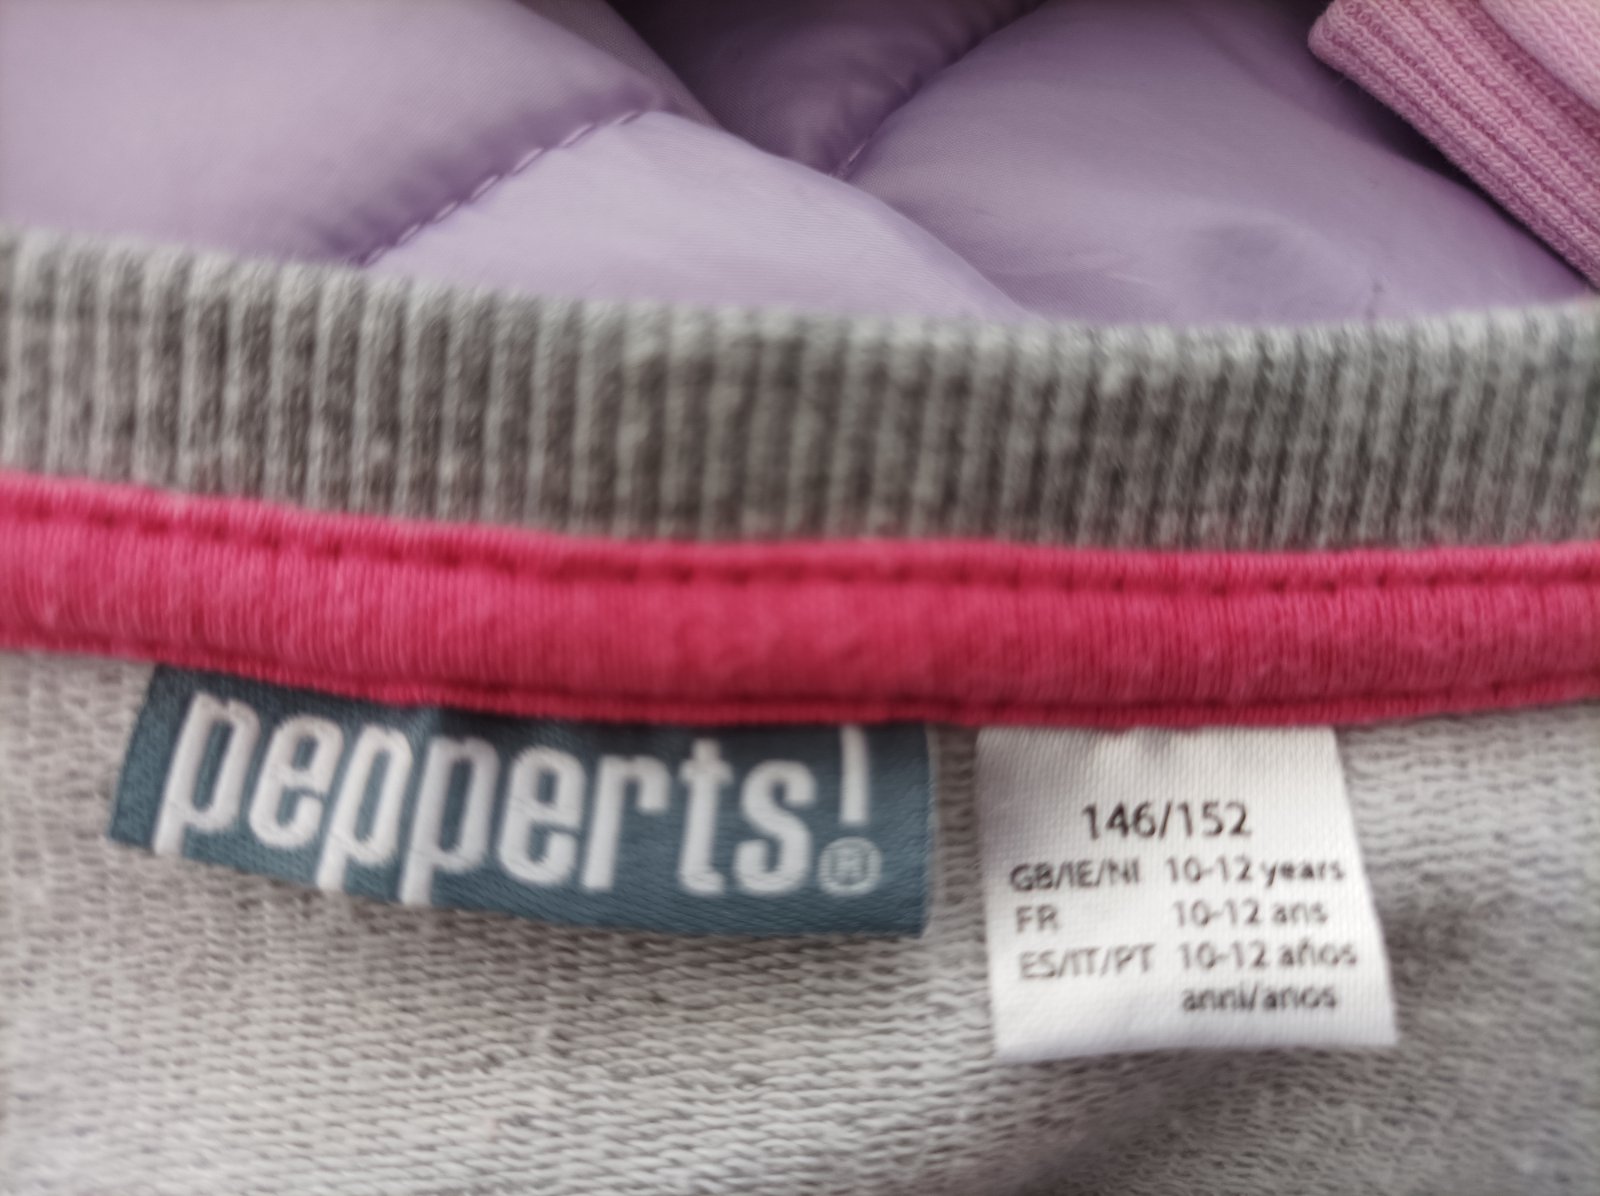 pepperts!®
146/152
GB/IE/NI 10-12 years
FR 10-12 ans
ES/IT/PT 10-12 años
anni/anos